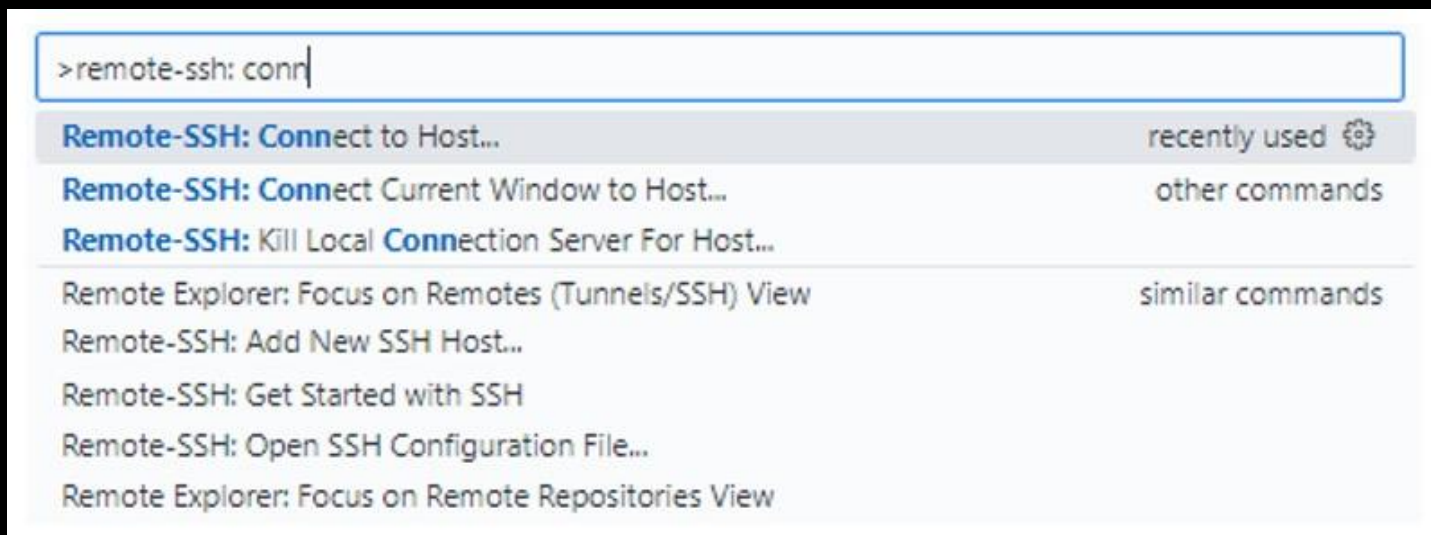 >remote-ssh: conn
Remote-SSH: Connect to Host... recently used
Remote-SSH: Connect Current Window to Host... other commands
Remote-SSH: Kill Local Connection Server For Host...
Remote Explorer: Focus on Remotes (Tunnels/SSH) View similar commands
Remote-SSH: Add New SSH Host...
Remote-SSH: Get Started with SSH
Remote-SSH: Open SSH Configuration File...
Remote Explorer: Focus on Remote Repositories View